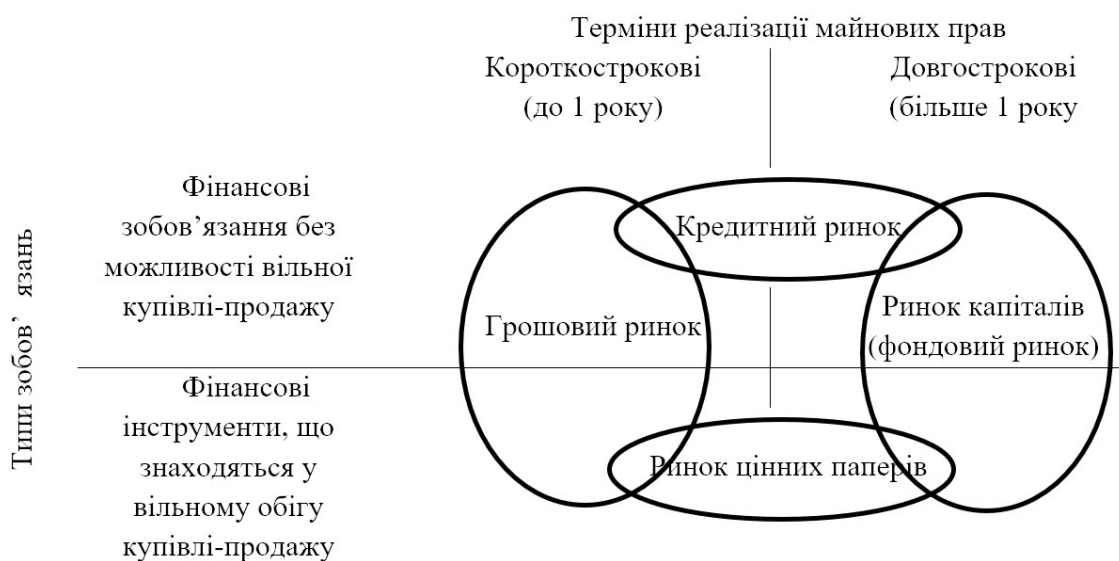 Терміни реалізації майнових прав
Короткострокові
(до 1 року)
Довгострокові
(більше 1 року
Типи зобов’ язань
Фінансові
зобов’язання без
можливості вільної
купівлі-продажу
Кредитний ринок
Грошовий ринок
Ринок капіталів
(фондовий ринок)
Фінансові
інструменти, що
знаходяться у
вільному обігу
купівлі-продажу
Ринок цінних паперів